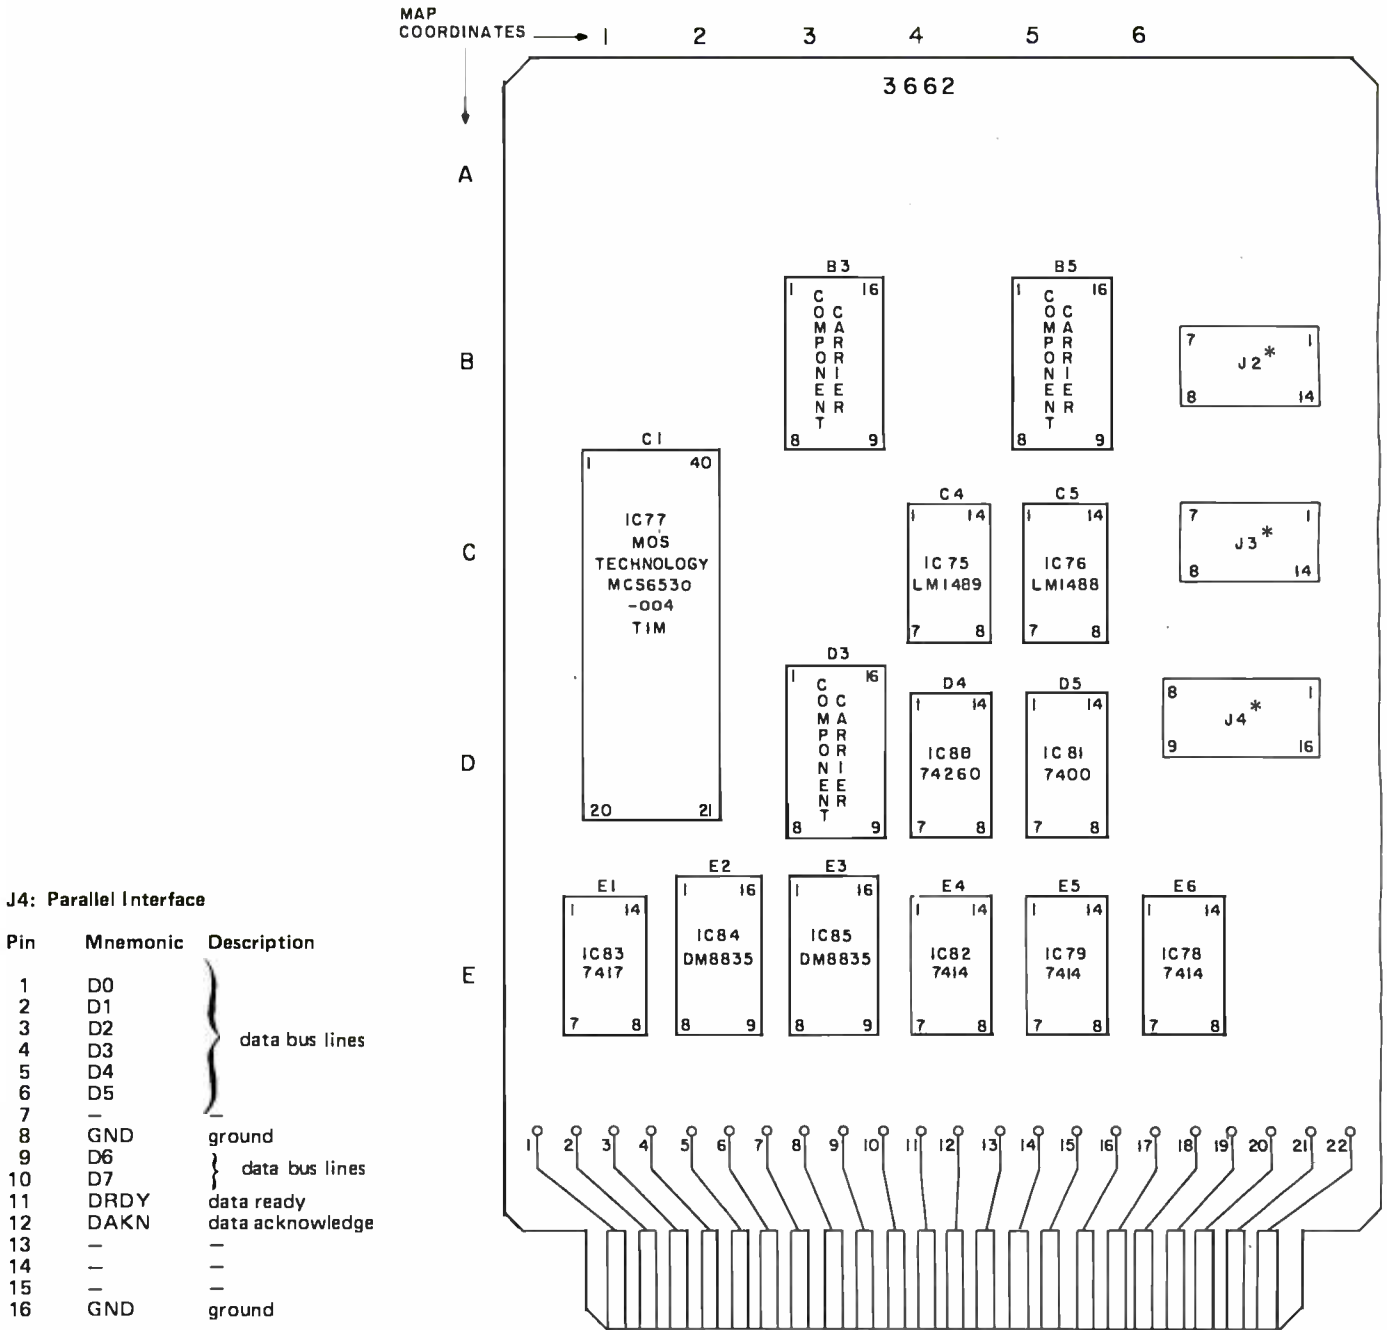 MAP
COORDINATES 1 2 3 4 5 6
3662
A
B
C
D
E
B3
1 16
COMPONENT
CARRIER
8 9
B5
1 16
COMPONENT
CARRIER
8 9
7 1
J2*
8 14
C1
1 40
IC77
MOS
TECHNOLOGY
MCS6530
-004
TIM
20 21
C4
1 14
IC75
LM1489
7 8
C5
1 14
IC76
LM1488
7 8
7 1
J3*
8 14
D3
1 16
COMPONENT
CARRIER
8 9
D4
1 14
IC80
74260
7 8
D5
1 14
IC81
7400
7 8
8 1
J4*
9 16
E1
1 14
IC83
7417
7 8
E2
1 16
IC84
DM8835
8 9
E3
1 16
IC85
DM8835
8 9
E4
1 14
IC82
7414
7 8
E5
1 14
IC79
7414
7 8
E6
1 14
IC78
7414
7 8
1 2 3 4 5 6 7 8 9 10 11 12 13 14 15 16 17 18 19 20 21 22
J4: Parallel Interface
Pin Mnemonic Description
1 D0
2 D1
3 D2
data bus lines
4 D3
5 D4
6 D5
7 – –
8 GND ground
9 D6
data bus lines
10 D7
11 DRDY data ready
12 DAKN data acknowledge
13 – –
14 – –
15 – –
16 GND ground